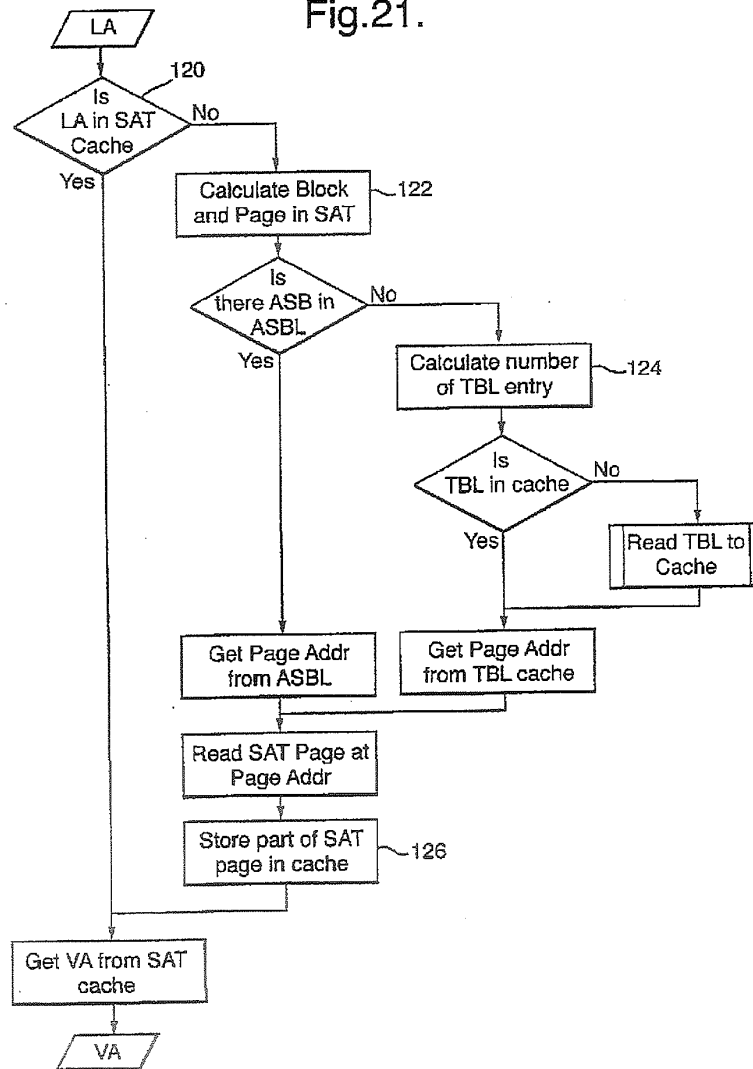 Fig.21.
LA
120
Is
LA in SAT
Cache
No
Yes
Calculate Block
and Page in SAT
122
Is
there ASB in
ASBL
No
Yes
Calculate number
of TBL entry
124
Is
TBL in cache
No
Yes
Read TBL to
Cache
Get Page Addr
from ASBL
Get Page Addr
from TBL cache
Read SAT Page at
Page Addr
Store part of SAT
page in cache
126
Get VA from SAT
cache
VA